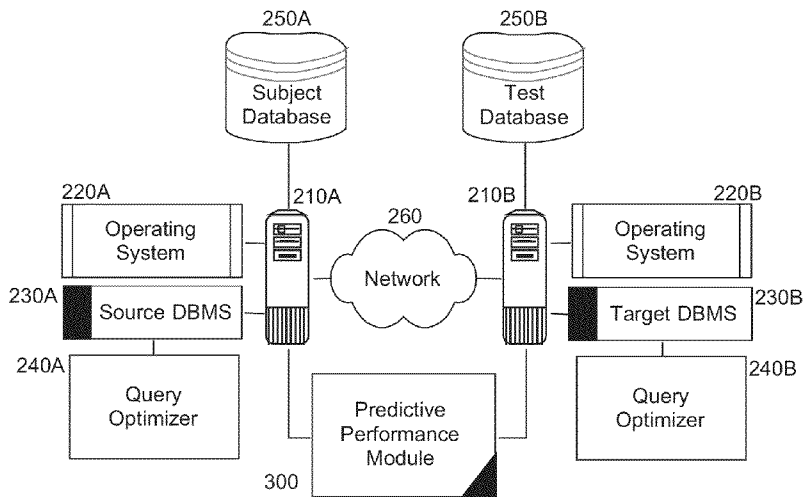 250A
250B
Subject
Database
Test
Database
220A
210A
260
210B
220B
Operating
System
Network
Operating
System
230A
Source DBMS
Target DBMS
230B
240A
Query
Optimizer
Predictive
Performance
Module
300
Query
Optimizer
240B